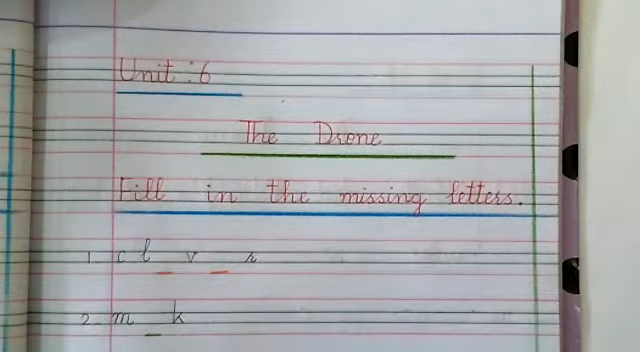 Unit : 6
The Drone
Fill in the missing letters.
1. c l _ v _ r
2. m _ k